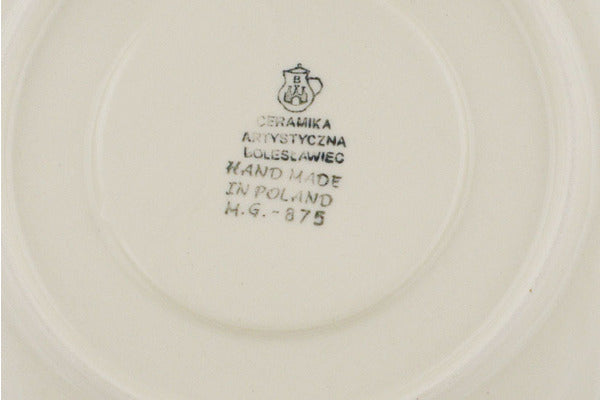 B
CERAMIKA
ARTYSTYCZNA
BOLESŁAWIEC
HAND MADE
IN POLAND
M.G.-875